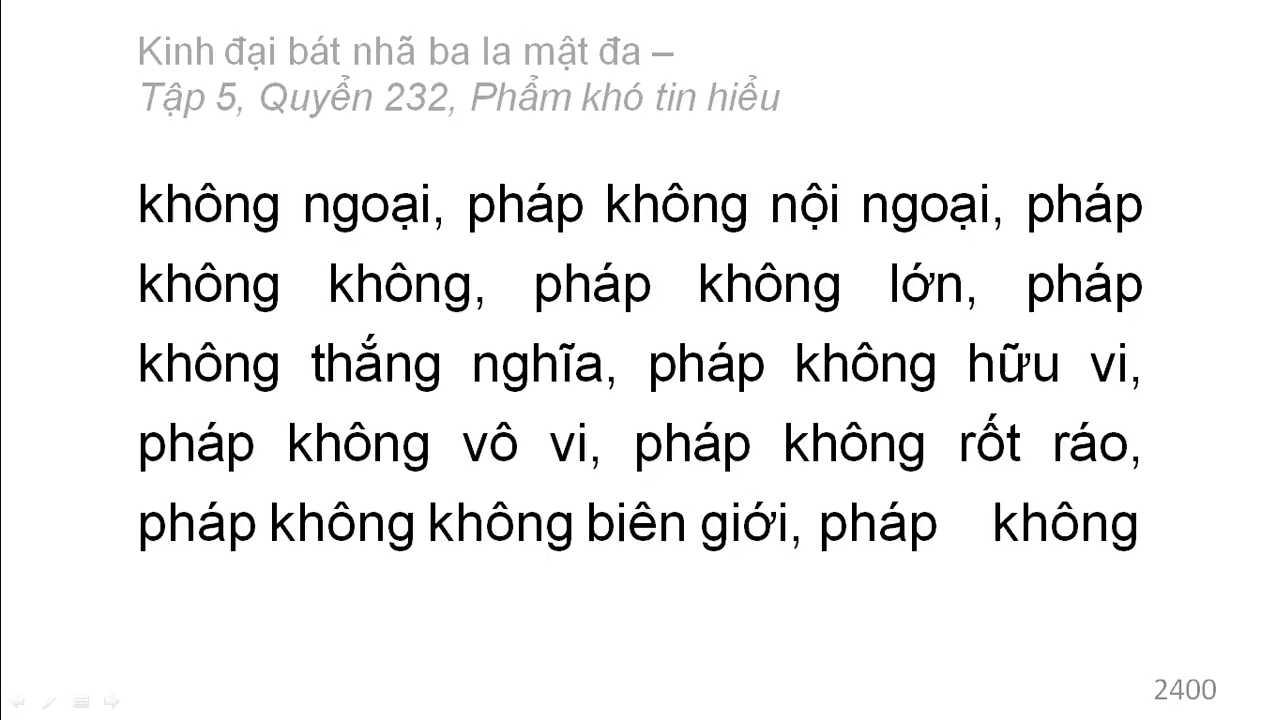 Kinh đại bát nhã ba la mật đa –
Tập 5, Quyển 232, Phẩm khó tin hiểu
không ngoại, pháp không nội ngoại, pháp
không không, pháp không lớn, pháp
không thắng nghĩa, pháp không hữu vi,
pháp không vô vi, pháp không rốt ráo,
pháp không không biên giới, pháp không
2400